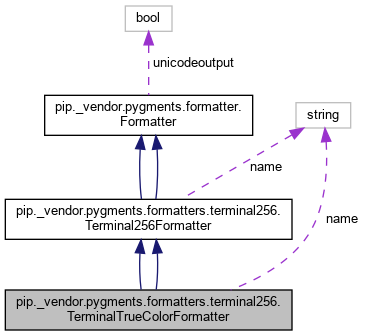 bool
unicodeoutput
pip._vendor.pygments.formatter.
Formatter
string
name
pip._vendor.pygments.formatters.terminal256.
Terminal256Formatter
name
pip._vendor.pygments.formatters.terminal256.
TerminalTrueColorFormatter